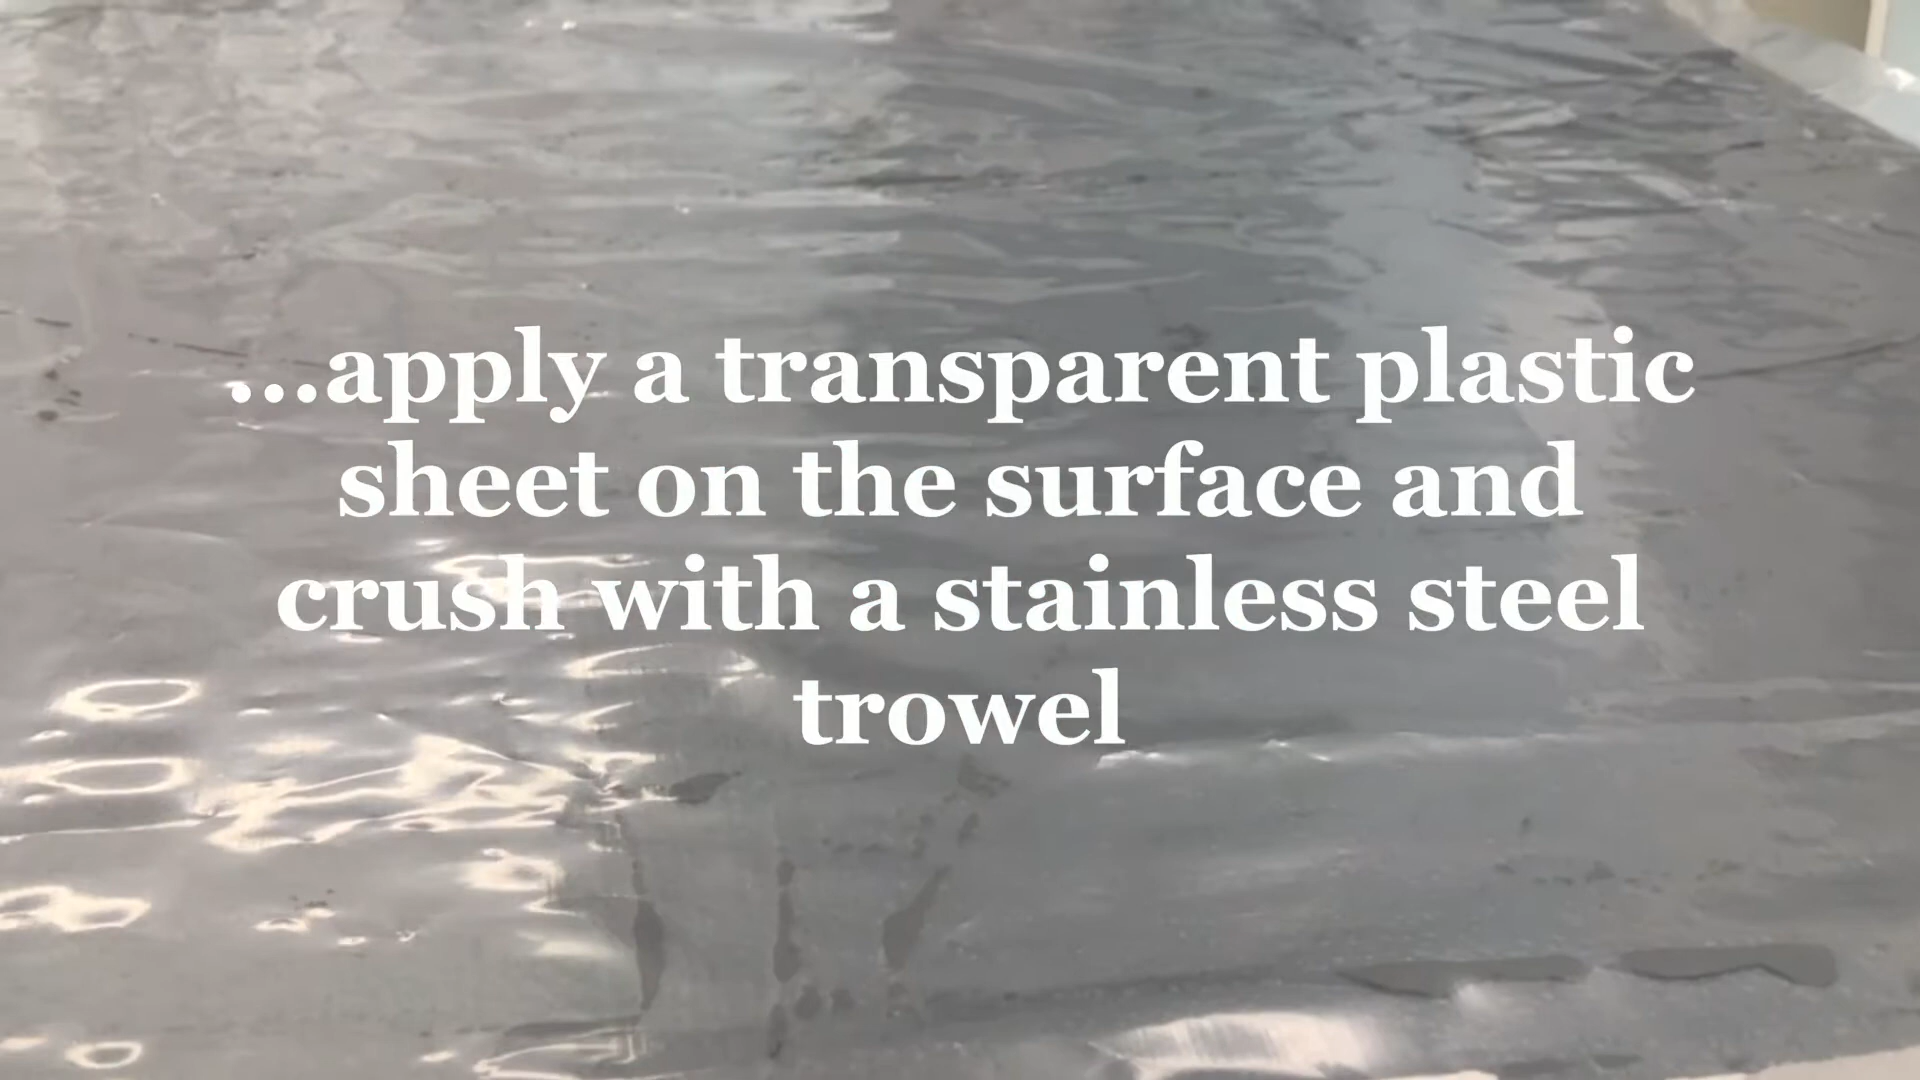 ...apply a transparent plastic
sheet on the surface and
crush with a stainless steel
trowel